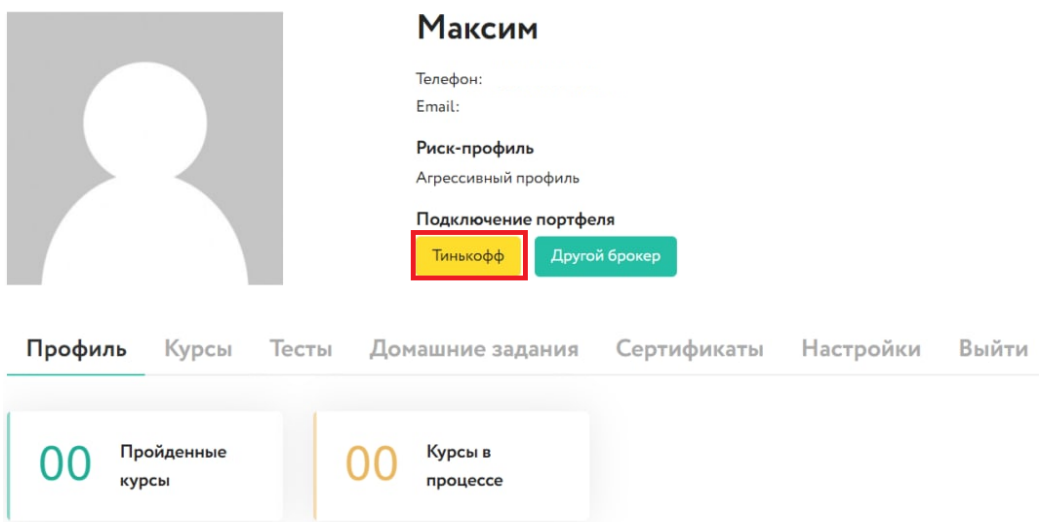 Максим
Телефон:
Email:
Риск-профиль
Агрессивный профиль
Подключение портфеля
Тинькофф Другой брокер
Профиль Курсы Тесты Домашние задания Сертификаты Настройки Выйти
00 Пройденные
курсы
00 Курсы в
процессе